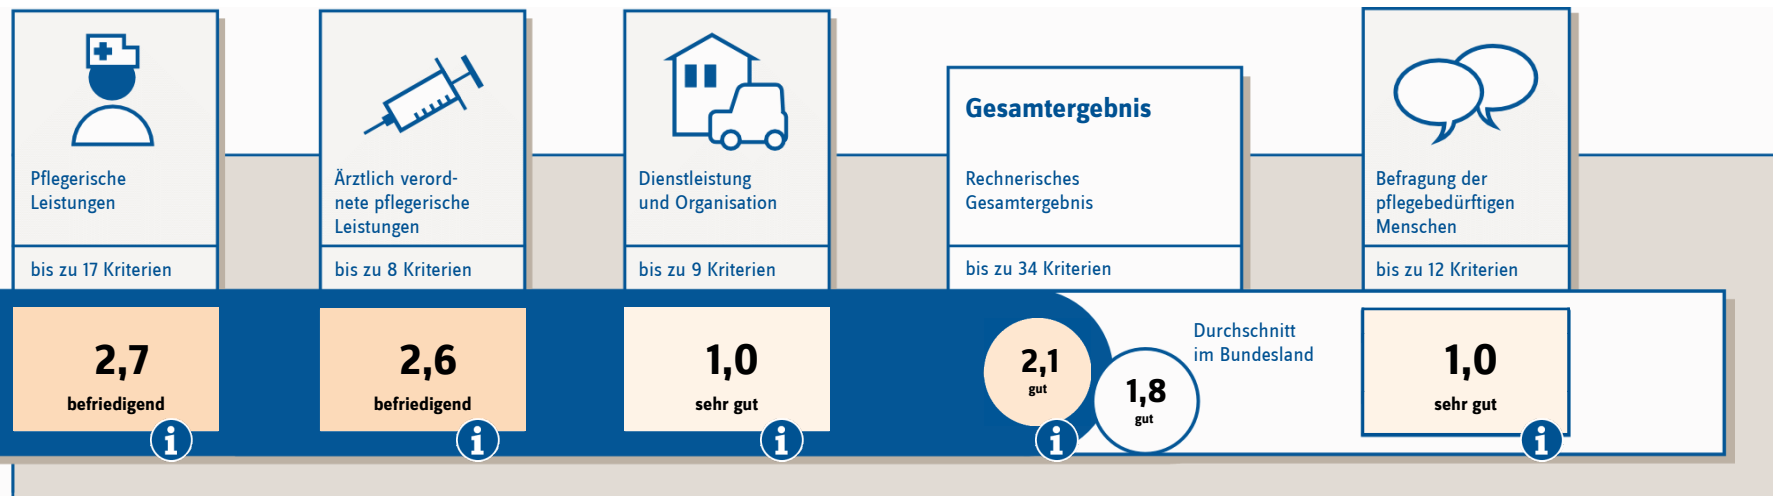 Pflegerische
Leistungen
bis zu 17 Kriterien
2,7
befriedigend
i
Ärztlich verord-
nete pflegerische
Leistungen
bis zu 8 Kriterien
2,6
befriedigend
i
Dienstleistung
und Organisation
bis zu 9 Kriterien
1,0
sehr gut
i
Gesamtergebnis
Rechnerisches
Gesamtergebnis
bis zu 34 Kriterien
2,1
gut
i
1,8
gut
Durchschnitt
im Bundesland
Befragung der
pflegebedürftigen
Menschen
bis zu 12 Kriterien
1,0
sehr gut
i